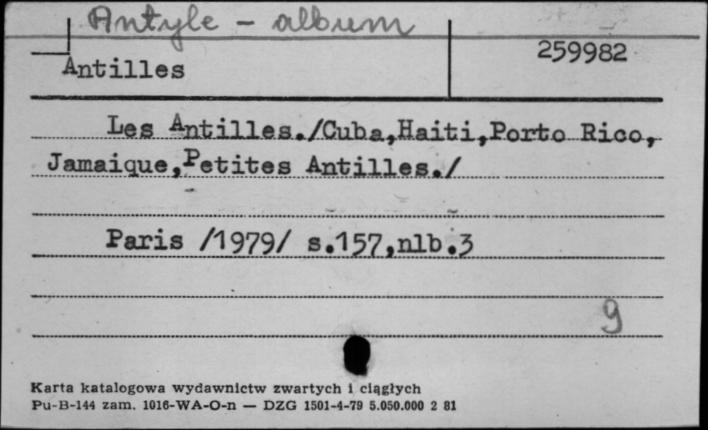 Antyle - album
259982
Antilles
Les Antilles./Cuba,Haiti,Porto Rico,
Jamaique,Petites Antilles./
Paris /1979/ s.157,nlb.3
9
Karta katalogowa wydawnictw zwartych i ciągłych
Pu-B-144 zam. 1016-WA-O-n — DZG 1501-4-79 5.050.000 2 81